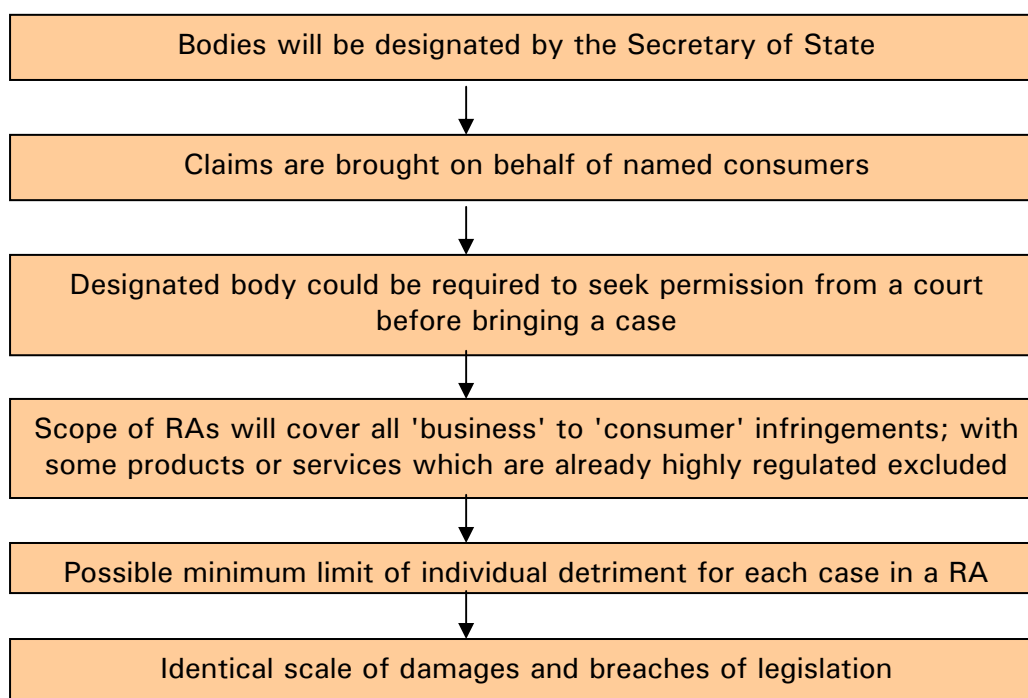 Bodies will be designated by the Secretary of State
Claims are brought on behalf of named consumers
Designated body could be required to seek permission from a court
before bringing a case
Scope of RAs will cover all 'business' to 'consumer' infringements; with
some products or services which are already highly regulated excluded
Possible minimum limit of individual detriment for each case in a RA
Identical scale of damages and breaches of legislation